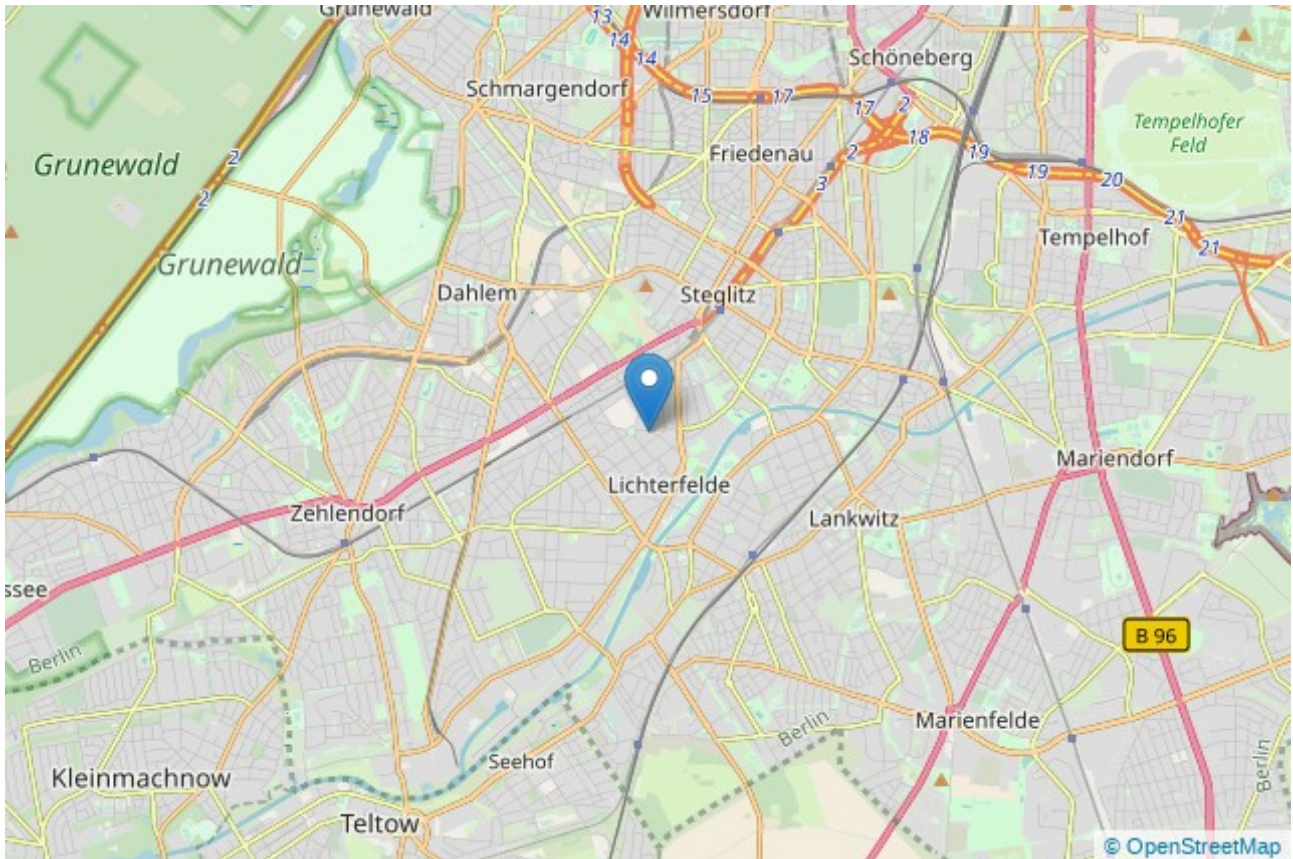 Grunewald
Wilmersdorf
13
14
14
Schöneberg
Schmargendorf
15
17
17
2
18
Tempelhofer
Feld
Grunewald
2
2
Friedenau
2
3
19
19
20
21
21
Tempelhof
Grunewald
Dahlem
Steglitz
Lichterfelde
Mariendorf
Zehlendorf
Lankwitz
ssee
Berlin
B 96
Berlin
Marienfelde
Berlin
Seehof
Kleinmachnow
Teltow
© OpenStreetMap